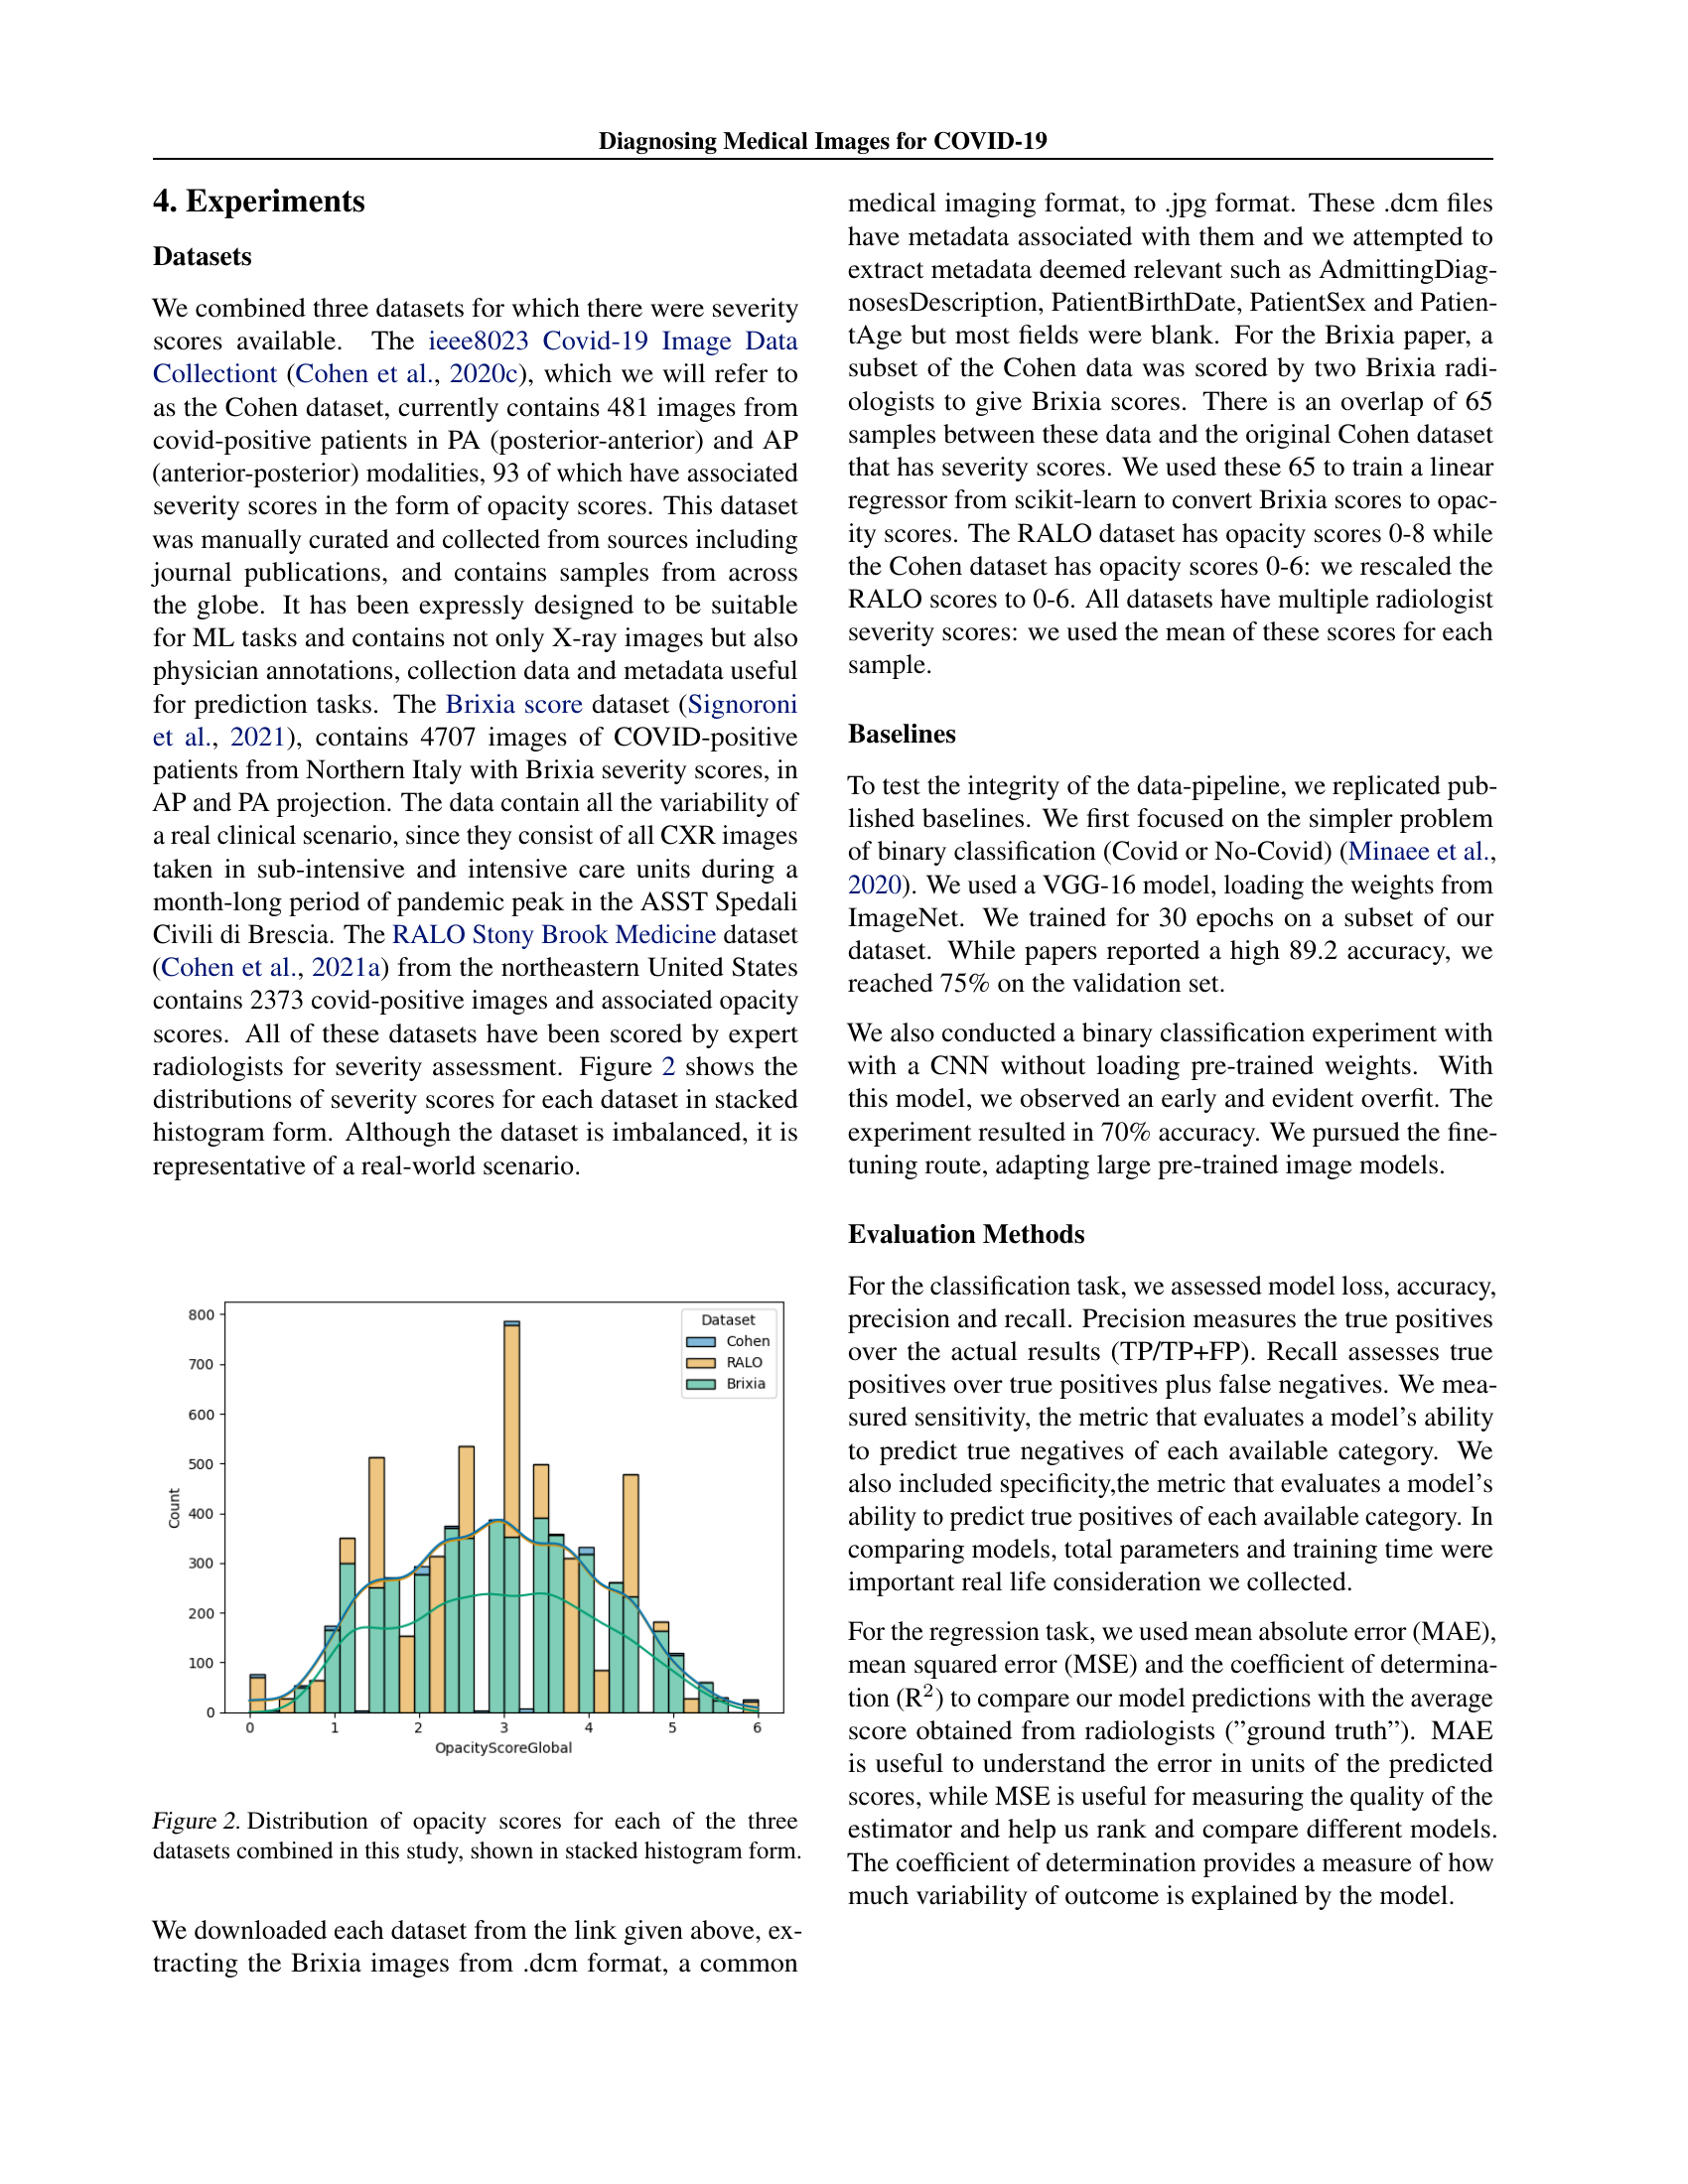 Diagnosing Medical Images for COVID-19
4. Experiments
Datasets
We combined three datasets for which there were severity
scores available. The ieee8023 Covid-19 Image Data
Collectiont (Cohen et al., 2020c), which we will refer to
as the Cohen dataset, currently contains 481 images from
covid-positive patients in PA (posterior-anterior) and AP
(anterior-posterior) modalities, 93 of which have associated
severity scores in the form of opacity scores. This dataset
was manually curated and collected from sources including
journal publications, and contains samples from across
the globe. It has been expressly designed to be suitable
for ML tasks and contains not only X-ray images but also
physician annotations, collection data and metadata useful
for prediction tasks. The Brixia score dataset (Signoroni
et al., 2021), contains 4707 images of COVID-positive
patients from Northern Italy with Brixia severity scores, in
AP and PA projection. The data contain all the variability of
a real clinical scenario, since they consist of all CXR images
taken in sub-intensive and intensive care units during a
month-long period of pandemic peak in the ASST Spedali
Civili di Brescia. The RALO Stony Brook Medicine dataset
(Cohen et al., 2021a) from the northeastern United States
contains 2373 covid-positive images and associated opacity
scores. All of these datasets have been scored by expert
radiologists for severity assessment. Figure 2 shows the
distributions of severity scores for each dataset in stacked
histogram form. Although the dataset is imbalanced, it is
representative of a real-world scenario.
800
700
600
500
400
300
200
100
0
Count
0 1 2 3 4 5 6
OpacityScoreGlobal
Dataset
Cohen
RALO
Brixia
Figure 2. Distribution of opacity scores for each of the three
datasets combined in this study, shown in stacked histogram form.
We downloaded each dataset from the link given above, ex-
tracting the Brixia images from .dcm format, a common
medical imaging format, to .jpg format. These .dcm files
have metadata associated with them and we attempted to
extract metadata deemed relevant such as AdmittingDiag-
nosesDescription, PatientBirthDate, PatientSex and Patien-
tAge but most fields were blank. For the Brixia paper, a
subset of the Cohen data was scored by two Brixia radi-
ologists to give Brixia scores. There is an overlap of 65
samples between these data and the original Cohen dataset
that has severity scores. We used these 65 to train a linear
regressor from scikit-learn to convert Brixia scores to opac-
ity scores. The RALO dataset has opacity scores 0-8 while
the Cohen dataset has opacity scores 0-6: we rescaled the
RALO scores to 0-6. All datasets have multiple radiologist
severity scores: we used the mean of these scores for each
sample.
Baselines
To test the integrity of the data-pipeline, we replicated pub-
lished baselines. We first focused on the simpler problem
of binary classification (Covid or No-Covid) (Minaee et al.,
2020). We used a VGG-16 model, loading the weights from
ImageNet. We trained for 30 epochs on a subset of our
dataset. While papers reported a high 89.2 accuracy, we
reached 75% on the validation set.
We also conducted a binary classification experiment with
with a CNN without loading pre-trained weights. With
this model, we observed an early and evident overfit. The
experiment resulted in 70% accuracy. We pursued the fine-
tuning route, adapting large pre-trained image models.
Evaluation Methods
For the classification task, we assessed model loss, accuracy,
precision and recall. Precision measures the true positives
over the actual results (TP/TP+FP). Recall assesses true
positives over true positives plus false negatives. We mea-
sured sensitivity, the metric that evaluates a model's ability
to predict true negatives of each available category. We
also included specificity,the metric that evaluates a model's
ability to predict true positives of each available category. In
comparing models, total parameters and training time were
important real life consideration we collected.
For the regression task, we used mean absolute error (MAE),
mean squared error (MSE) and the coefficient of determina-
tion (R²) to compare our model predictions with the average
score obtained from radiologists (”ground truth”). MAE
is useful to understand the error in units of the predicted
scores, while MSE is useful for measuring the quality of the
estimator and help us rank and compare different models.
The coefficient of determination provides a measure of how
much variability of outcome is explained by the model.